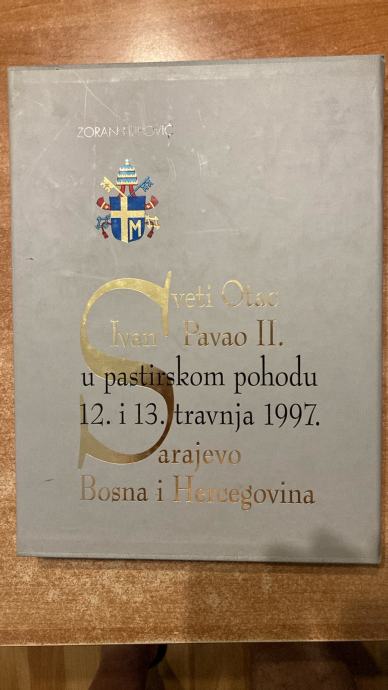 ZORAN
Sveti Otac
Ivan Pavao II.
u pastirskom pohodu
12. i 13. travnja 1997.
Sarajevo
Bosna i Hercegovina
M